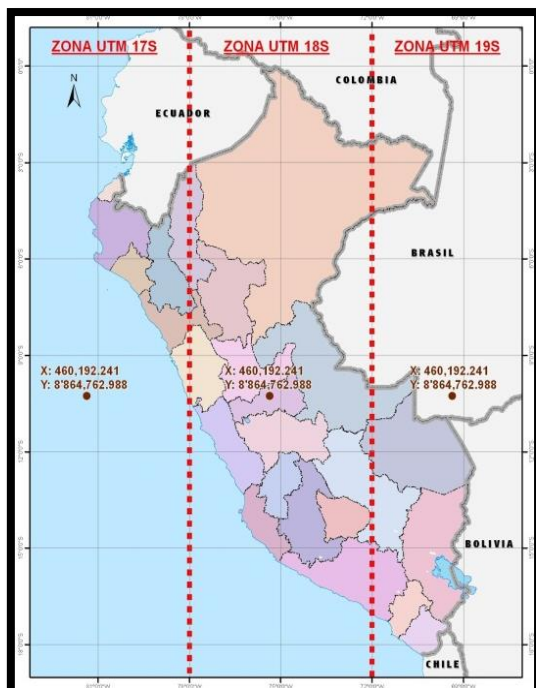 ZONA UTM 17S
ZONA UTM 18S
ZONA UTM 19S
N
COLOMBIA
ECUADOR
BRASIL
X: 460,192.241
Y: 8'864,762.988
X: 460,192.241
Y: 8'864,762.988
X: 460,192.241
Y: 8'864,762.988
BOLIVIA
CHILE